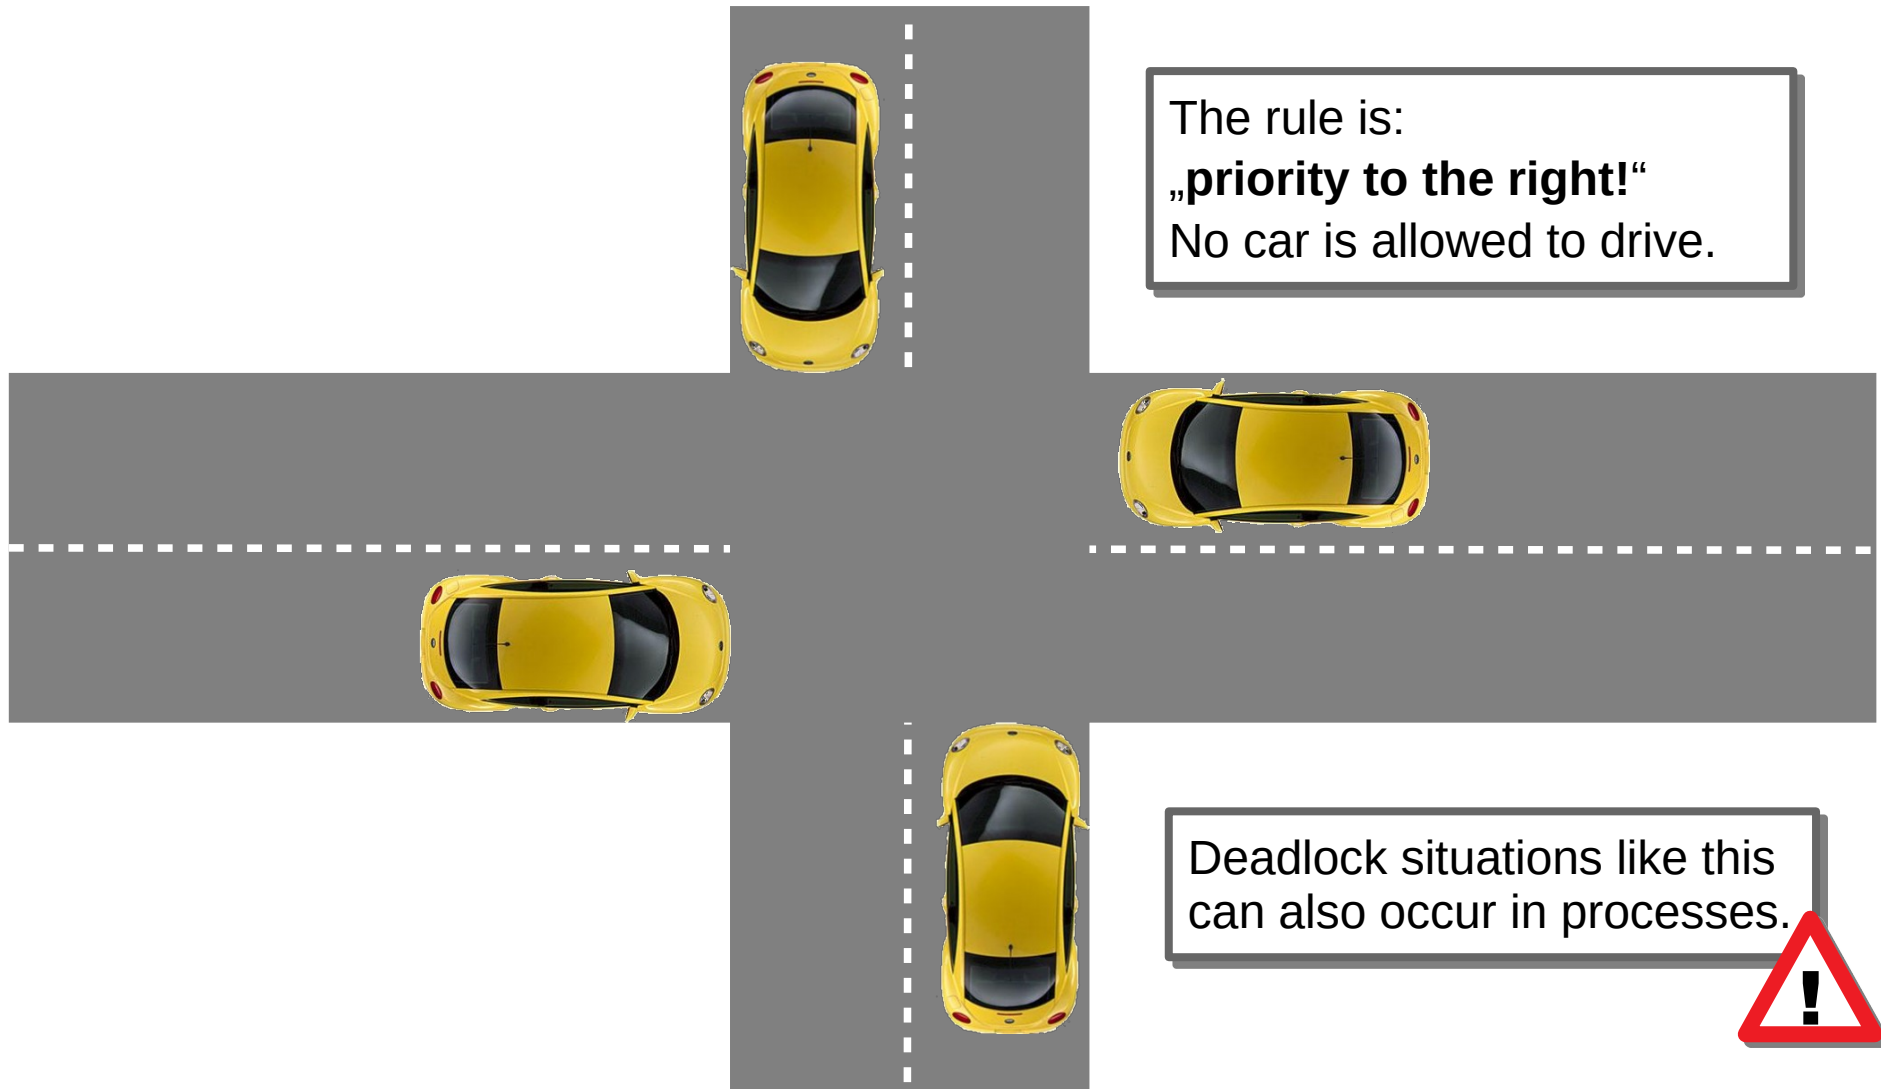 The rule is:
„priority to the right!“
No car is allowed to drive.
Deadlock situations like this
can also occur in processes.
!